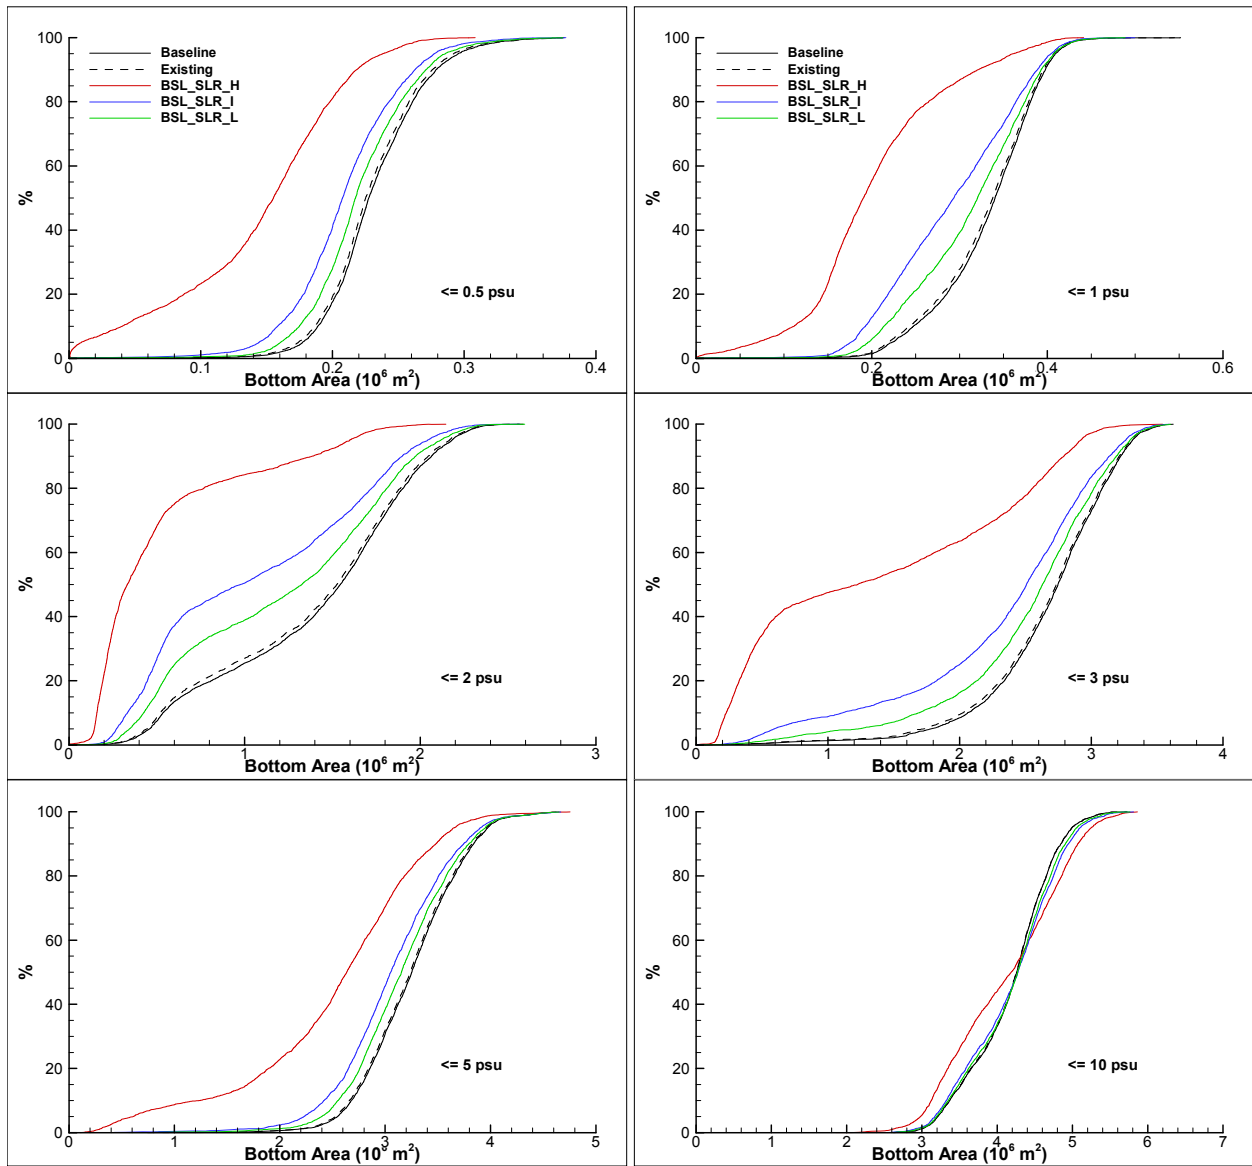 100
80
60
40
20
0
%
Baseline
Existing
BSL_SLR_H
BSL_SLR_I
BSL_SLR_L
<= 0.5 psu
0 0.1 0.2 0.3 0.4
Bottom Area (10⁶ m²)
100
80
60
40
20
0
%
Baseline
Existing
BSL_SLR_H
BSL_SLR_I
BSL_SLR_L
<= 1 psu
0 0.2 0.4 0.6
Bottom Area (10⁶ m²)
100
80
60
40
20
0
%
<= 2 psu
0 1 2 3
Bottom Area (10⁶ m²)
100
80
60
40
20
0
%
<= 3 psu
0 1 2 3 4
Bottom Area (10⁶ m²)
100
80
60
40
20
0
%
<= 5 psu
0 1 2 3 4 5
Bottom Area (10⁶ m²)
100
80
60
40
20
0
%
<= 10 psu
0 1 2 3 4 5 6 7
Bottom Area (10⁶ m²)